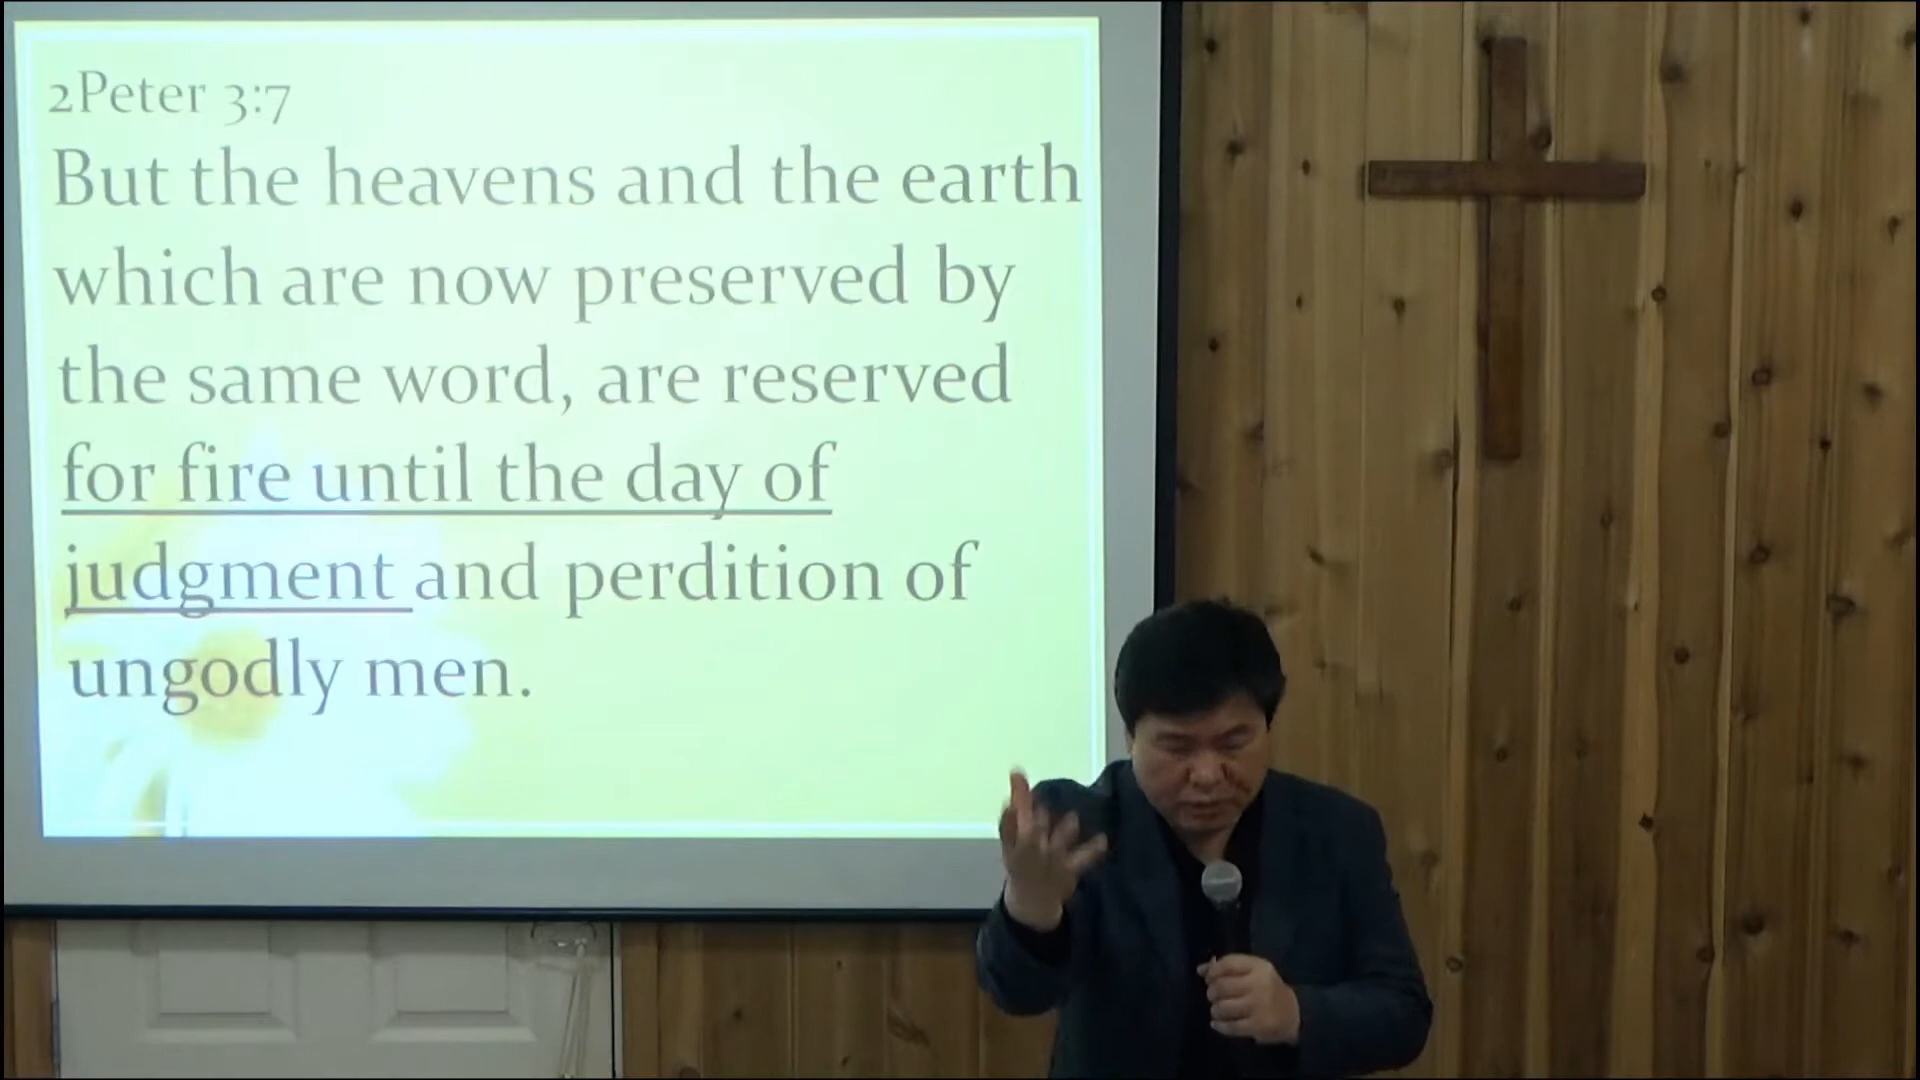 2Peter 3:7
But the heavens and the earth
which are now preserved by
the same word, are reserved
for fire until the day of
judgment and perdition of
ungodly men.